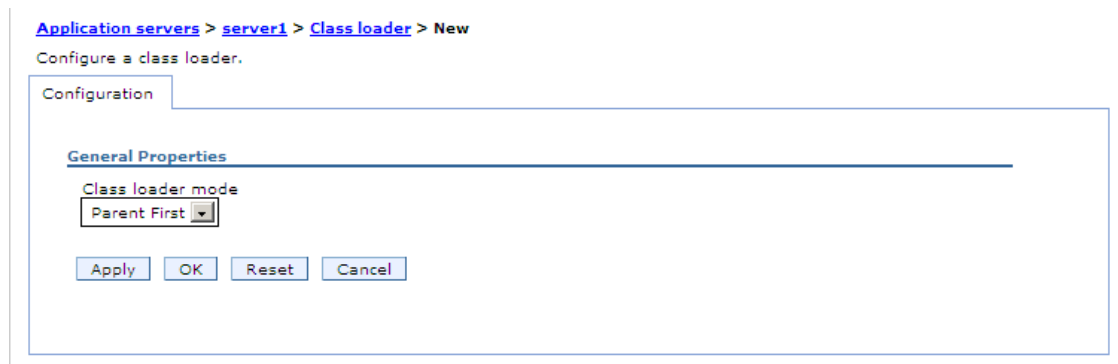 Application servers > server1 > Class loader > New
Configure a class loader.
Configuration
General Properties
Class loader mode
Parent First
Apply OK Reset Cancel